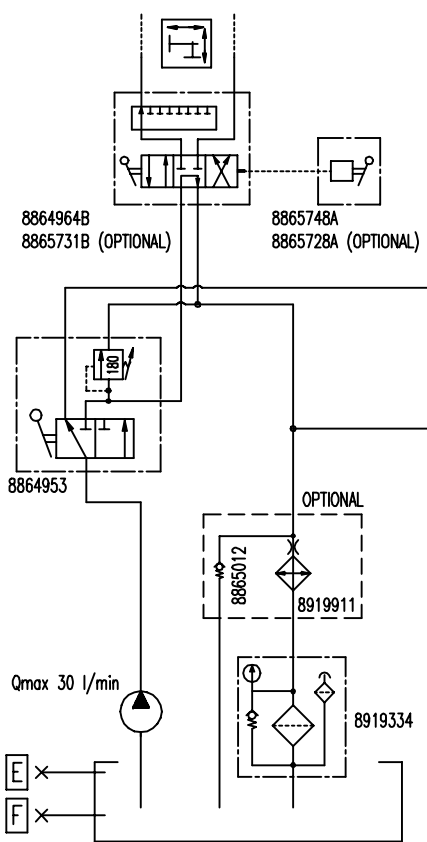 8864964B
8865731B (OPTIONAL)
8865748A
8865728A (OPTIONAL)
180
8864953
OPTIONAL
8865012
8919911
Qmax 30 l/min
8919334
E
F